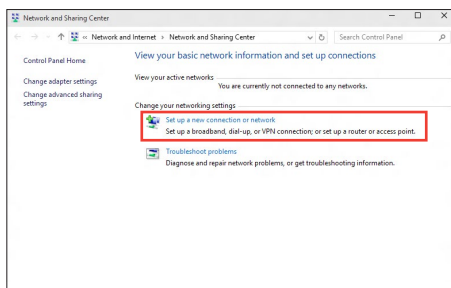 Network and Sharing Center
« Network and Internet › Network and Sharing Center
Search Control Panel
Control Panel Home
Change adapter settings
Change advanced sharing
settings
View your basic network information and set up connections
View your active networks
You are currently not connected to any networks.
Change your networking settings
Set up a new connection or network
Set up a broadband, dial-up, or VPN connection; or set up a router or access point.
Troubleshoot problems
Diagnose and repair network problems, or get troubleshooting information.